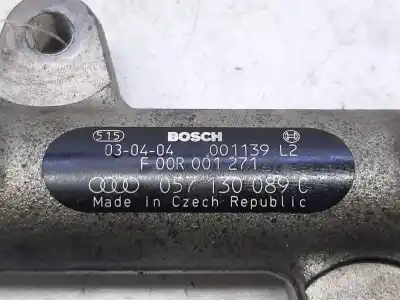 515 BOSCH
03-04-04 001139 L2
F 00R 001 271
057 130 089 C
Made in Czech Republic